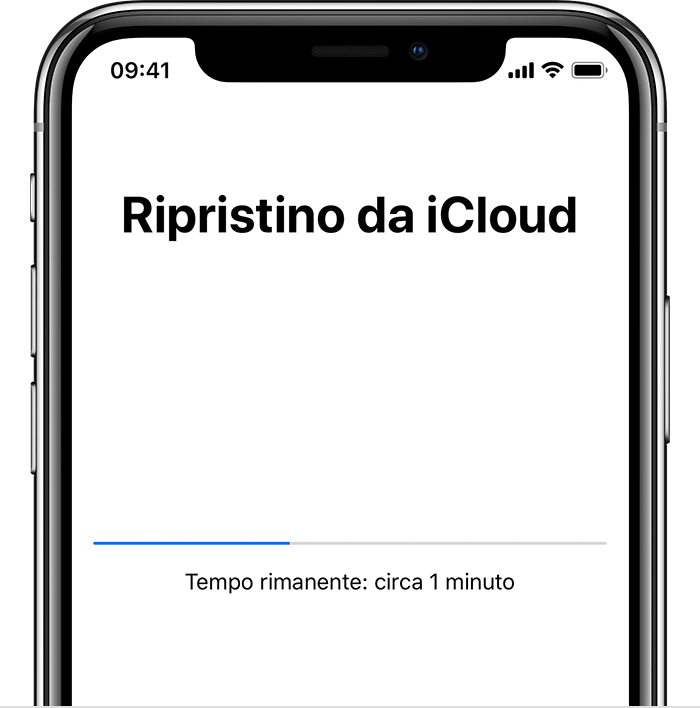 09:41
Ripristino da iCloud
Tempo rimanente: circa 1 minuto